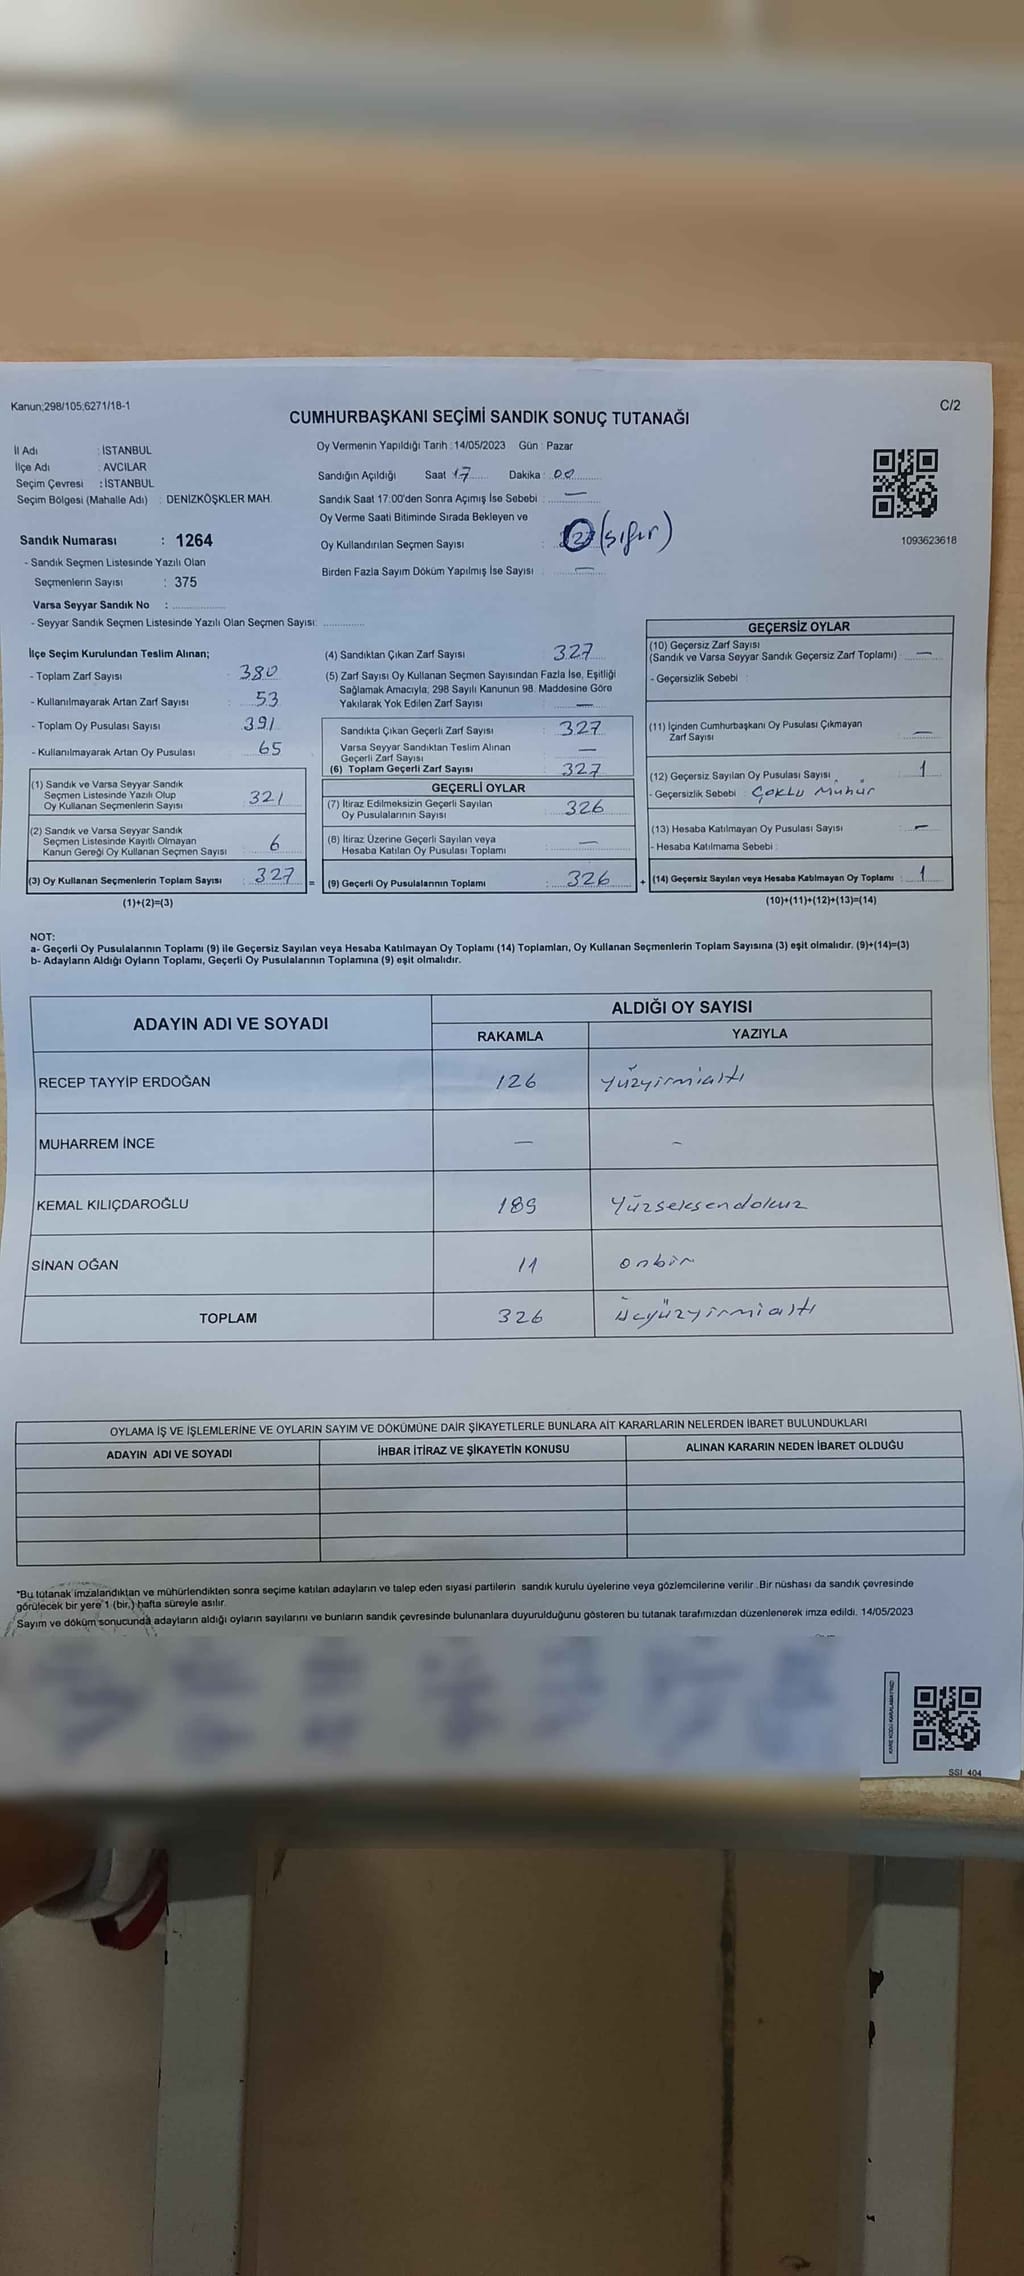 Kanun;298/105,6271/18-1
C/2
CUMHURBAŞKANI SEÇİMİ SANDIK SONUÇ TUTANAĞI
İl Adı : İSTANBUL
İlçe Adı : AVCILAR
Seçim Çevresi : İSTANBUL
Seçim Bölgesi (Mahalle Adı) : DENİZKÖŞKLER MAH.
Sandık Numarası : 1264
- Sandık Seçmen Listesinde Yazılı Olan
Seçmenlerin Sayısı : 375
Varsa Seyyar Sandık No :
- Seyyar Sandık Seçmen Listesinde Yazılı Olan Seçmen Sayısı:
Oy Vermenin Yapıldığı Tarih : 14/05/2023 Gün : Pazar
Sandığın Açıldığı Saat 17 Dakika : 00
Sandık Saat 17:00'den Sonra Açımış İse Sebebi : —
Oy Verme Saati Bitiminde Sırada Bekleyen ve
Oy Kullandırılan Seçmen Sayısı : 0 (sıfır)
Birden Fazla Sayım Döküm Yapılmış İse Sayısı : —
1093623618
İlçe Seçim Kurulundan Teslim Alınan;
- Toplam Zarf Sayısı : 380
- Kullanılmayarak Artan Zarf Sayısı : 53
- Toplam Oy Pusulası Sayısı : 391
- Kullanılmayarak Artan Oy Pusulası : 65
(1) Sandık ve Varsa Seyyar Sandık
Seçmen Listesinde Yazılı Olup
Oy Kullanan Seçmenlerin Sayısı : 321
(2) Sandık ve Varsa Seyyar Sandık
Seçmen Listesinde Kayıtlı Olmayan
Kanun Gereği Oy Kullanan Seçmen Sayısı : 6
(3) Oy Kullanan Seçmenlerin Toplam Sayısı : 327 =
(1)+(2)=(3)
(4) Sandıktan Çıkan Zarf Sayısı : 327
(5) Zarf Sayısı Oy Kullanan Seçmen Sayısından Fazla İse, Eşitliği
Sağlamak Amacıyla; 298 Sayılı Kanunun 98. Maddesine Göre
Yakılarak Yok Edilen Zarf Sayısı : —
Sandıkta Çıkan Geçerli Zarf Sayısı : 327
Varsa Seyyar Sandıktan Teslim Alınan
Geçerli Zarf Sayısı : —
(6) Toplam Geçerli Zarf Sayısı : 327
GEÇERLİ OYLAR
(7) İtiraz Edilmeksizin Geçerli Sayılan
Oy Pusulalarının Sayısı : 326
(8) İtiraz Üzerine Geçerli Sayılan veya
Hesaba Katılan Oy Pusulası Toplamı : —
(9) Geçerli Oy Pusulalarının Toplamı : 326 +
GEÇERSİZ OYLAR
(10) Geçersiz Zarf Sayısı
(Sandık ve Varsa Seyyar Sandık Geçersiz Zarf Toplamı) : —
- Geçersizlik Sebebi :
(11) İçinden Cumhurbaşkanı Oy Pusulası Çıkmayan
Zarf Sayısı : —
(12) Geçersiz Sayılan Oy Pusulası Sayısı : 1
- Geçersizlik Sebebi : Çoklu Mühür
(13) Hesaba Katılmayan Oy Pusulası Sayısı : —
- Hesaba Katılmama Sebebi :
(14) Geçersiz Sayılan veya Hesaba Katılmayan Oy Toplamı : 1
(10)+(11)+(12)+(13)=(14)
NOT:
a- Geçerli Oy Pusulalarının Toplamı (9) ile Geçersiz Sayılan veya Hesaba Katılmayan Oy Toplamı (14) Toplamları, Oy Kullanan Seçmenlerin Toplam Sayısına (3) eşit olmalıdır. (9)+(14)=(3)
b- Adayların Aldığı Oyların Toplamı, Geçerli Oy Pusulalarının Toplamına (9) eşit olmalıdır.
ADAYIN ADI VE SOYADI
ALDIĞI OY SAYISI
RAKAMLA YAZIYLA
RECEP TAYYİP ERDOĞAN 126 yüzyirmialtı
MUHARREM İNCE — -
KEMAL KILIÇDAROĞLU 189 yüzseksendokuz
SİNAN OĞAN 11 onbir
TOPLAM 326 üçyüzyirmialtı
OYLAMA İŞ VE İŞLEMLERİNE VE OYLARIN SAYIM VE DÖKÜMÜNE DAİR ŞİKAYETLERLE BUNLARA AİT KARARLARIN NELERDEN İBARET BULUNDUKLARI
ADAYIN ADI VE SOYADI İHBAR İTİRAZ VE ŞİKAYETİN KONUSU ALINAN KARARIN NEDEN İBARET OLDUĞU
*Bu tutanak imzalandıktan ve mühürlendikten sonra seçime katılan adayların ve talep eden siyasi partilerin sandık kurulu üyelerine veya gözlemcilerine verilir .Bir nüshası da sandık çevresinde
görülecek bir yere 1 (bir,) hafta süreyle asılır.
Sayım ve döküm sonucunda adayların aldığı oyların sayılarını ve bunların sandık çevresinde bulunanlara duyurulduğunu gösteren bu tutanak tarafımızdan düzenlenerek imza edildi. 14/05/2023
KARE KODU KARALAMAYINIZ!
SSI 404